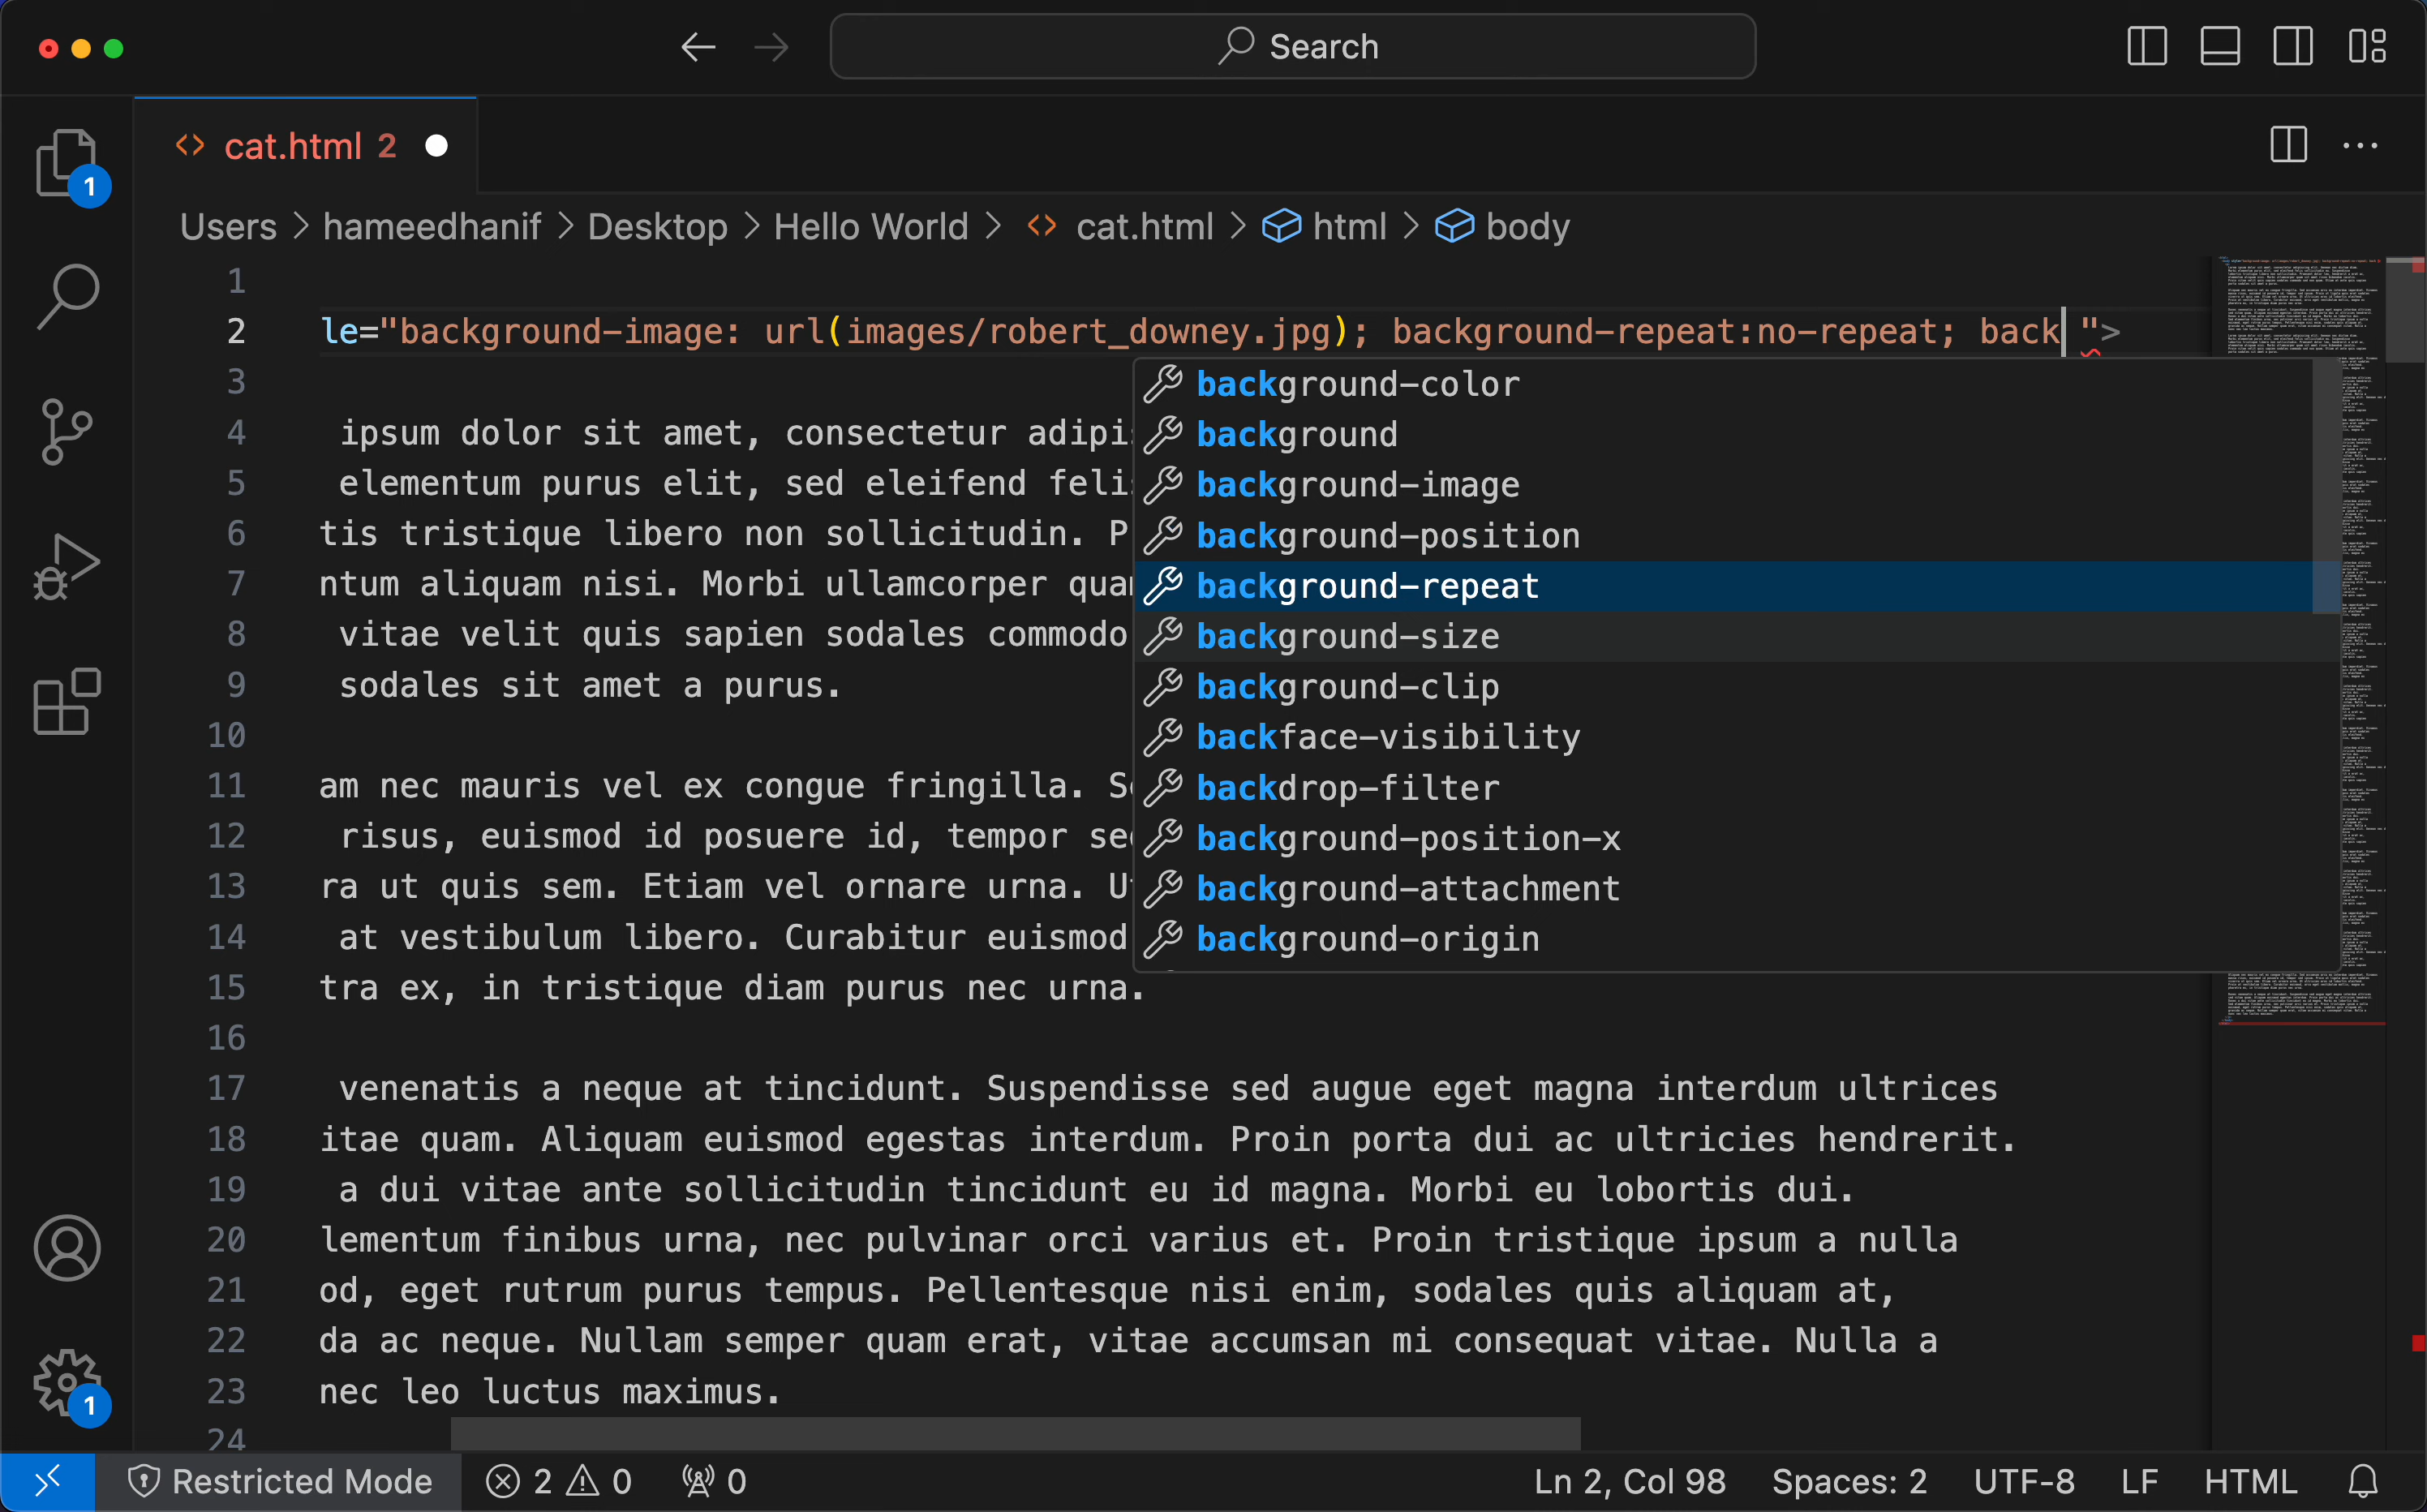 Search
cat.html 2
1
Users > hameedhanif > Desktop > Hello World > <> cat.html > html > body
1
2 le="background-image: url(images/robert_downey.jpg); background-repeat:no-repeat; back ">
3
4 ipsum dolor sit amet, consectetur adipi
5 elementum purus elit, sed eleifend feli
6 tis tristique libero non sollicitudin. P
7 ntum aliquam nisi. Morbi ullamcorper qua
8 vitae velit quis sapien sodales commodo
9 sodales sit amet a purus.
10
11 am nec mauris vel ex congue fringilla. S
12 risus, euismod id posuere id, tempor se
13 ra ut quis sem. Etiam vel ornare urna. U
14 at vestibulum libero. Curabitur euismod
15 tra ex, in tristique diam purus nec urna.
16
17 venenatis a neque at tincidunt. Suspendisse sed augue eget magna interdum ultrices
18 itae quam. Aliquam euismod egestas interdum. Proin porta dui ac ultricies hendrerit.
19 a dui vitae ante sollicitudin tincidunt eu id magna. Morbi eu lobortis dui.
20 lementum finibus urna, nec pulvinar orci varius et. Proin tristique ipsum a nulla
21 od, eget rutrum purus tempus. Pellentesque nisi enim, sodales quis aliquam at,
22 da ac neque. Nullam semper quam erat, vitae accumsan mi consequat vitae. Nulla a
23 nec leo luctus maximus.
24
background-color
background
background-image
background-position
background-repeat
background-size
background-clip
backface-visibility
backdrop-filter
background-position-x
background-attachment
background-origin
1
Restricted Mode 2 0 0 Ln 2, Col 98 Spaces: 2 UTF-8 LF HTML